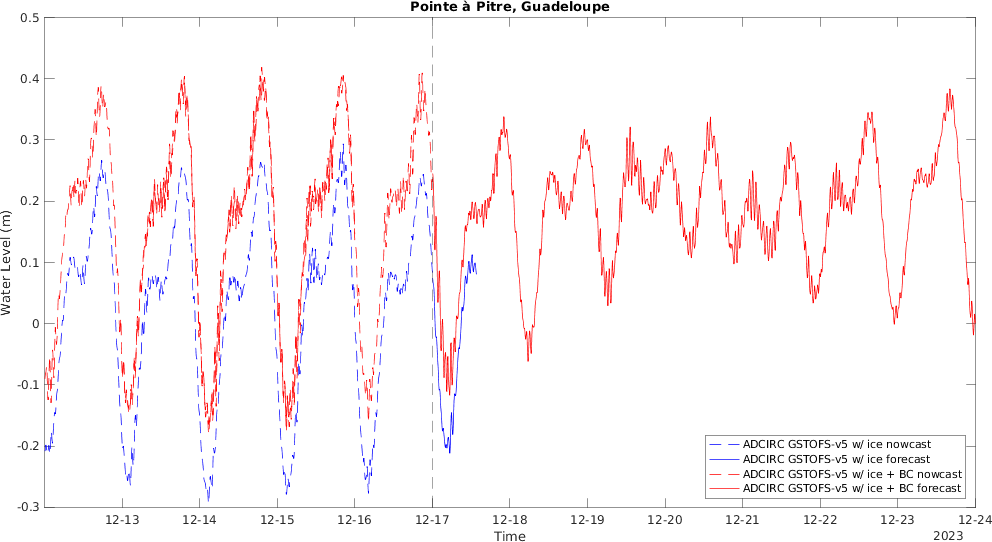 Pointe à Pitre, Guadeloupe
0.5
0.4
0.3
0.2
0.1
0
-0.1
-0.2
-0.3
Water Level (m)
ADCIRC GSTOFS-v5 w/ ice nowcast
ADCIRC GSTOFS-v5 w/ ice forecast
ADCIRC GSTOFS-v5 w/ ice + BC nowcast
ADCIRC GSTOFS-v5 w/ ice + BC forecast
12-13 12-14 12-15 12-16 12-17 12-18 12-19 12-20 12-21 12-22 12-23 12-24
Time
2023